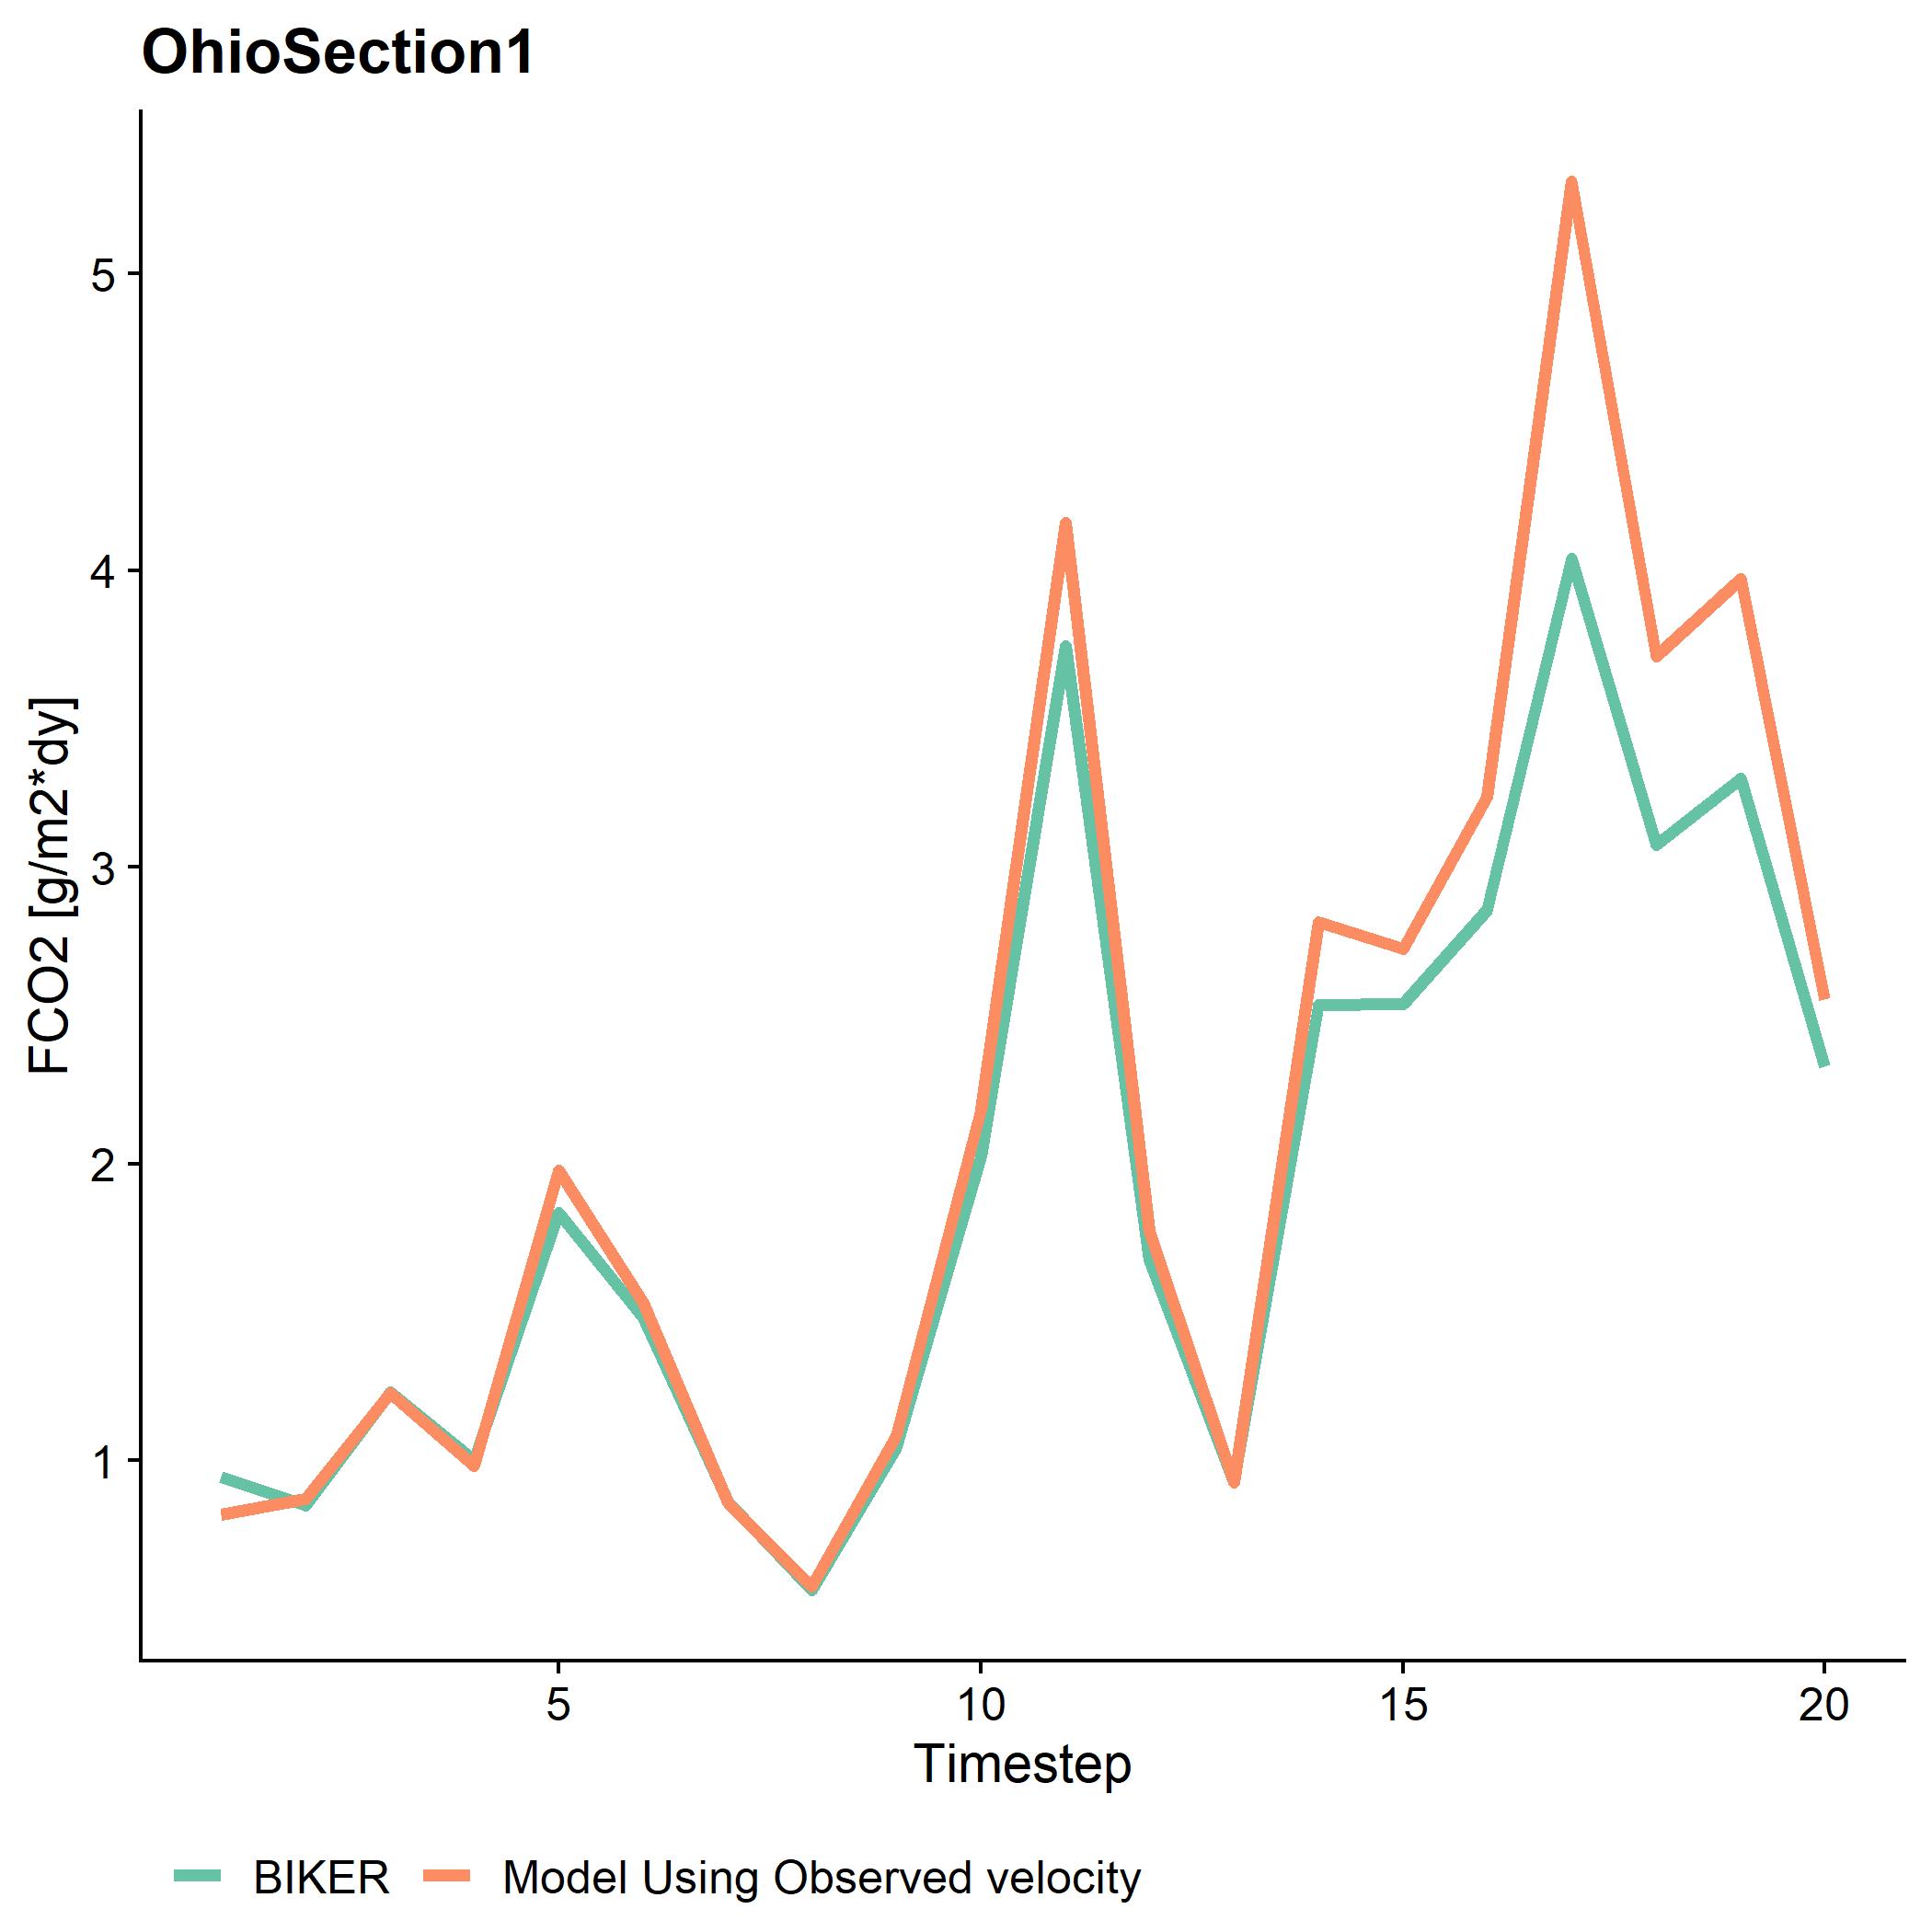 OhioSection1
FCO2 [g/m2*dy]
5
4
3
2
1
5 10 15 20
Timestep
BIKER Model Using Observed velocity